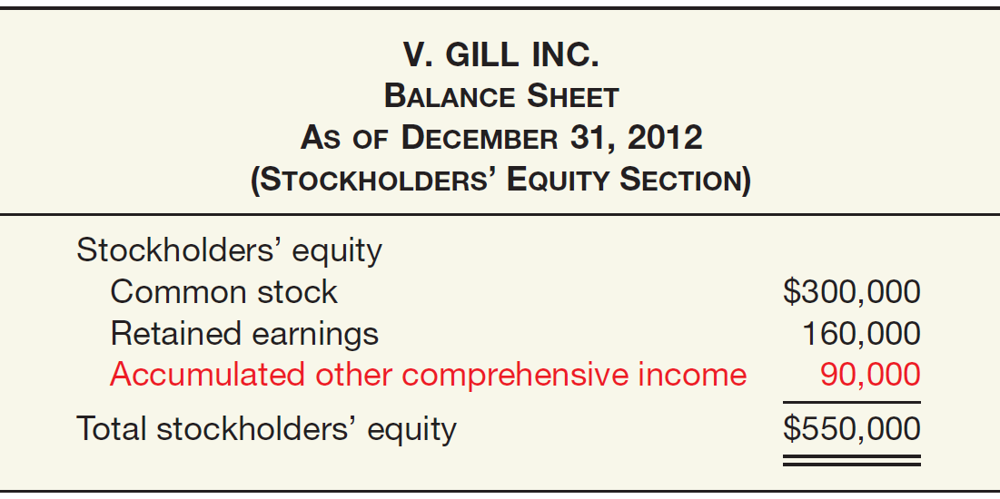 V. GILL INC.
BALANCE SHEET
AS OF DECEMBER 31, 2012
(STOCKHOLDERS’ EQUITY SECTION)
Stockholders’ equity
Common stock $300,000
Retained earnings 160,000
Accumulated other comprehensive income 90,000
Total stockholders’ equity $550,000